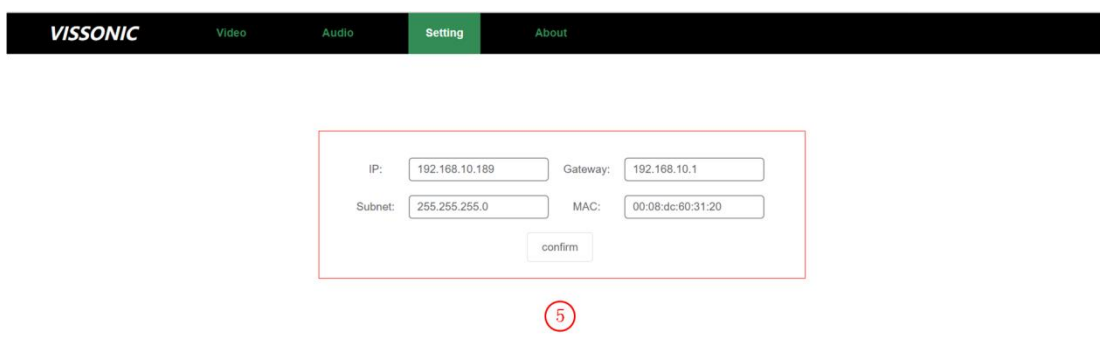 VISSONIC Video Audio Setting About
IP: 192.168.10.189 Gateway: 192.168.10.1
Subnet: 255.255.255.0 MAC: 00:08:dc:60:31:20
confirm
5